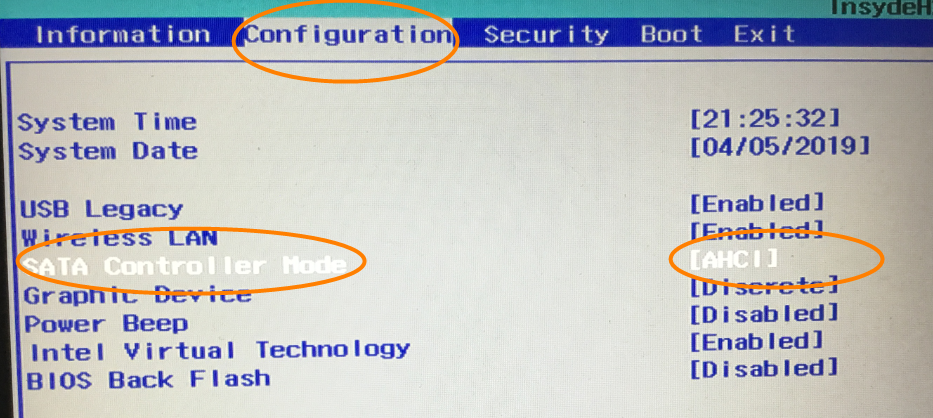 InsydeH
Information Configuration Security Boot Exit
System Time [21:25:32]
System Date [04/05/2019]
USB Legacy [Enabled]
Wireless LAN [Enabled]
SATA Controller Mode [AHCI]
Graphic Device [Discrete]
Power Beep [Disabled]
Intel Virtual Technology [Enabled]
BIOS Back Flash [Disabled]